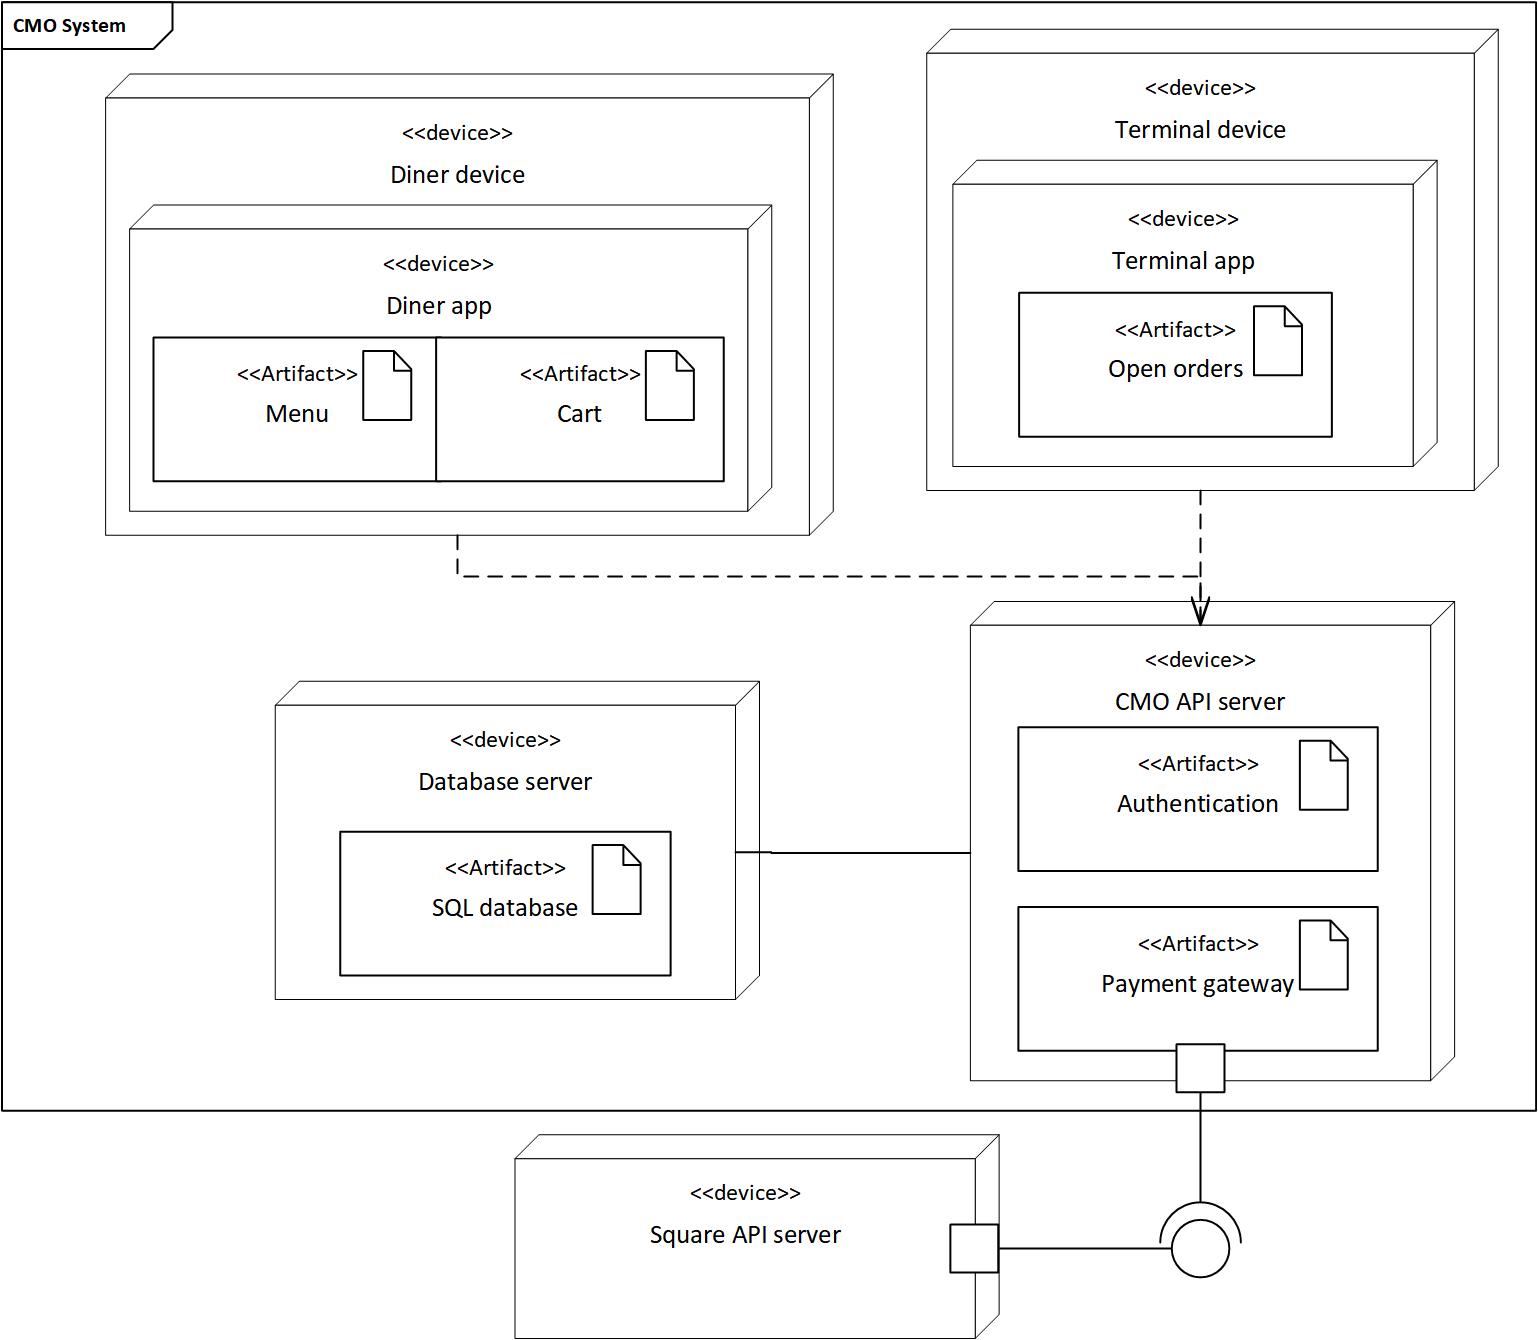 CMO System
<<device>>
Diner device
<<device>>
Diner app
<<Artifact>>
Menu
<<Artifact>>
Cart
<<device>>
Terminal device
<<device>>
Terminal app
<<Artifact>>
Open orders
<<device>>
Database server
<<Artifact>>
SQL database
<<device>>
CMO API server
<<Artifact>>
Authentication
<<Artifact>>
Payment gateway
<<device>>
Square API server